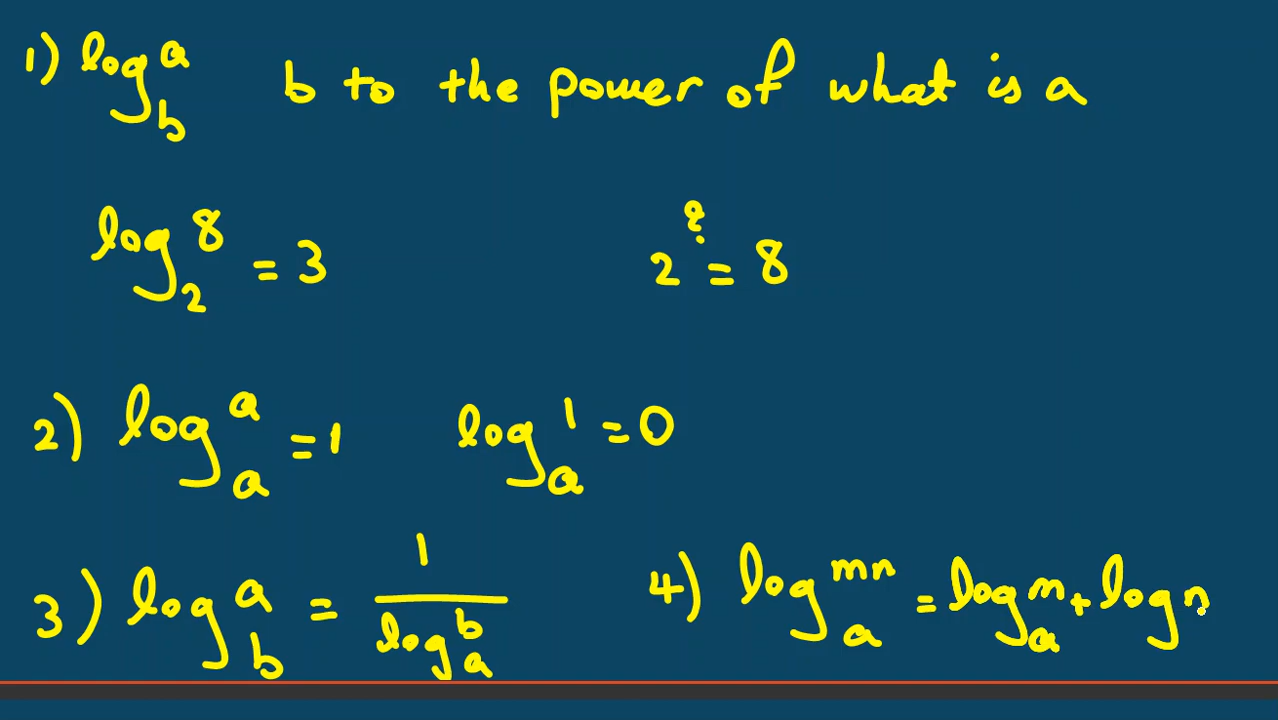 1) log_b^a b to the power of what is a
log_2^8 = 3 2^? = 8
2) log_a^a = 1 log_a^1 = 0
3) log_b^a = 1/log_a^b 4) log_a^mn = log_a^m + log^n